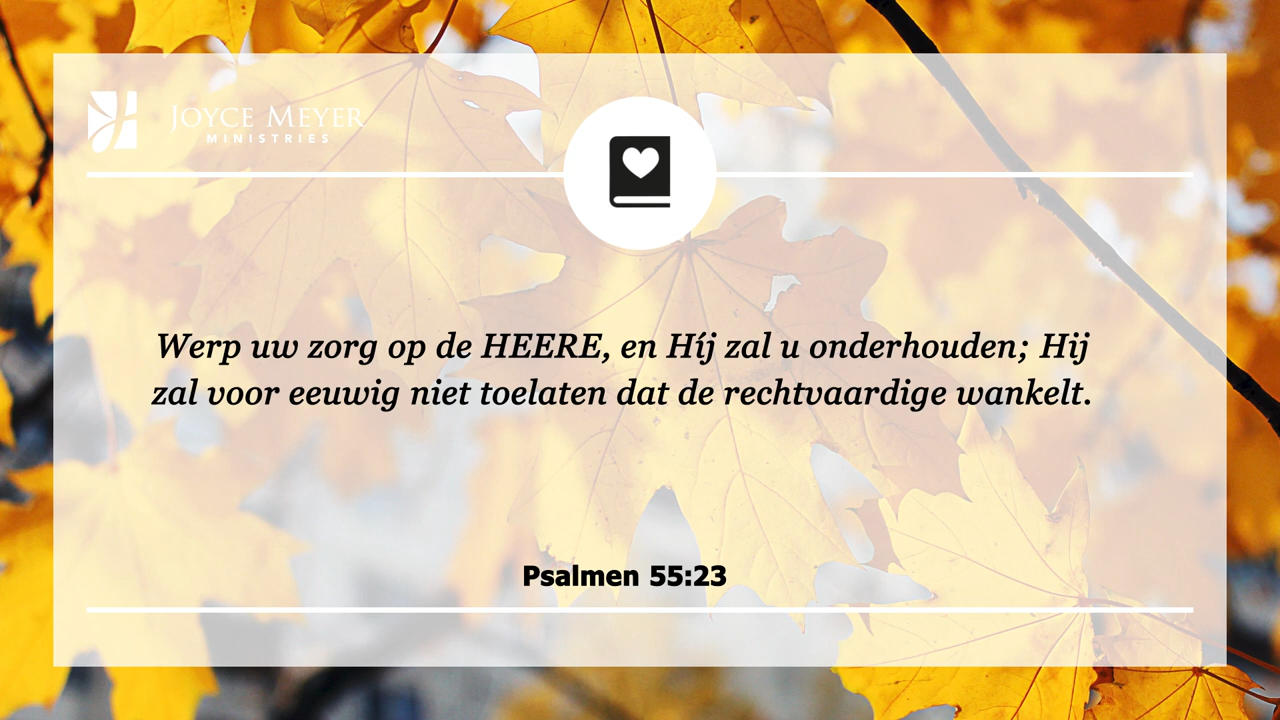 JOYCE MEYER
MINISTRIES
Werp uw zorg op de HEERE, en Híj zal u onderhouden; Hij
zal voor eeuwig niet toelaten dat de rechtvaardige wankelt.
Psalmen 55:23